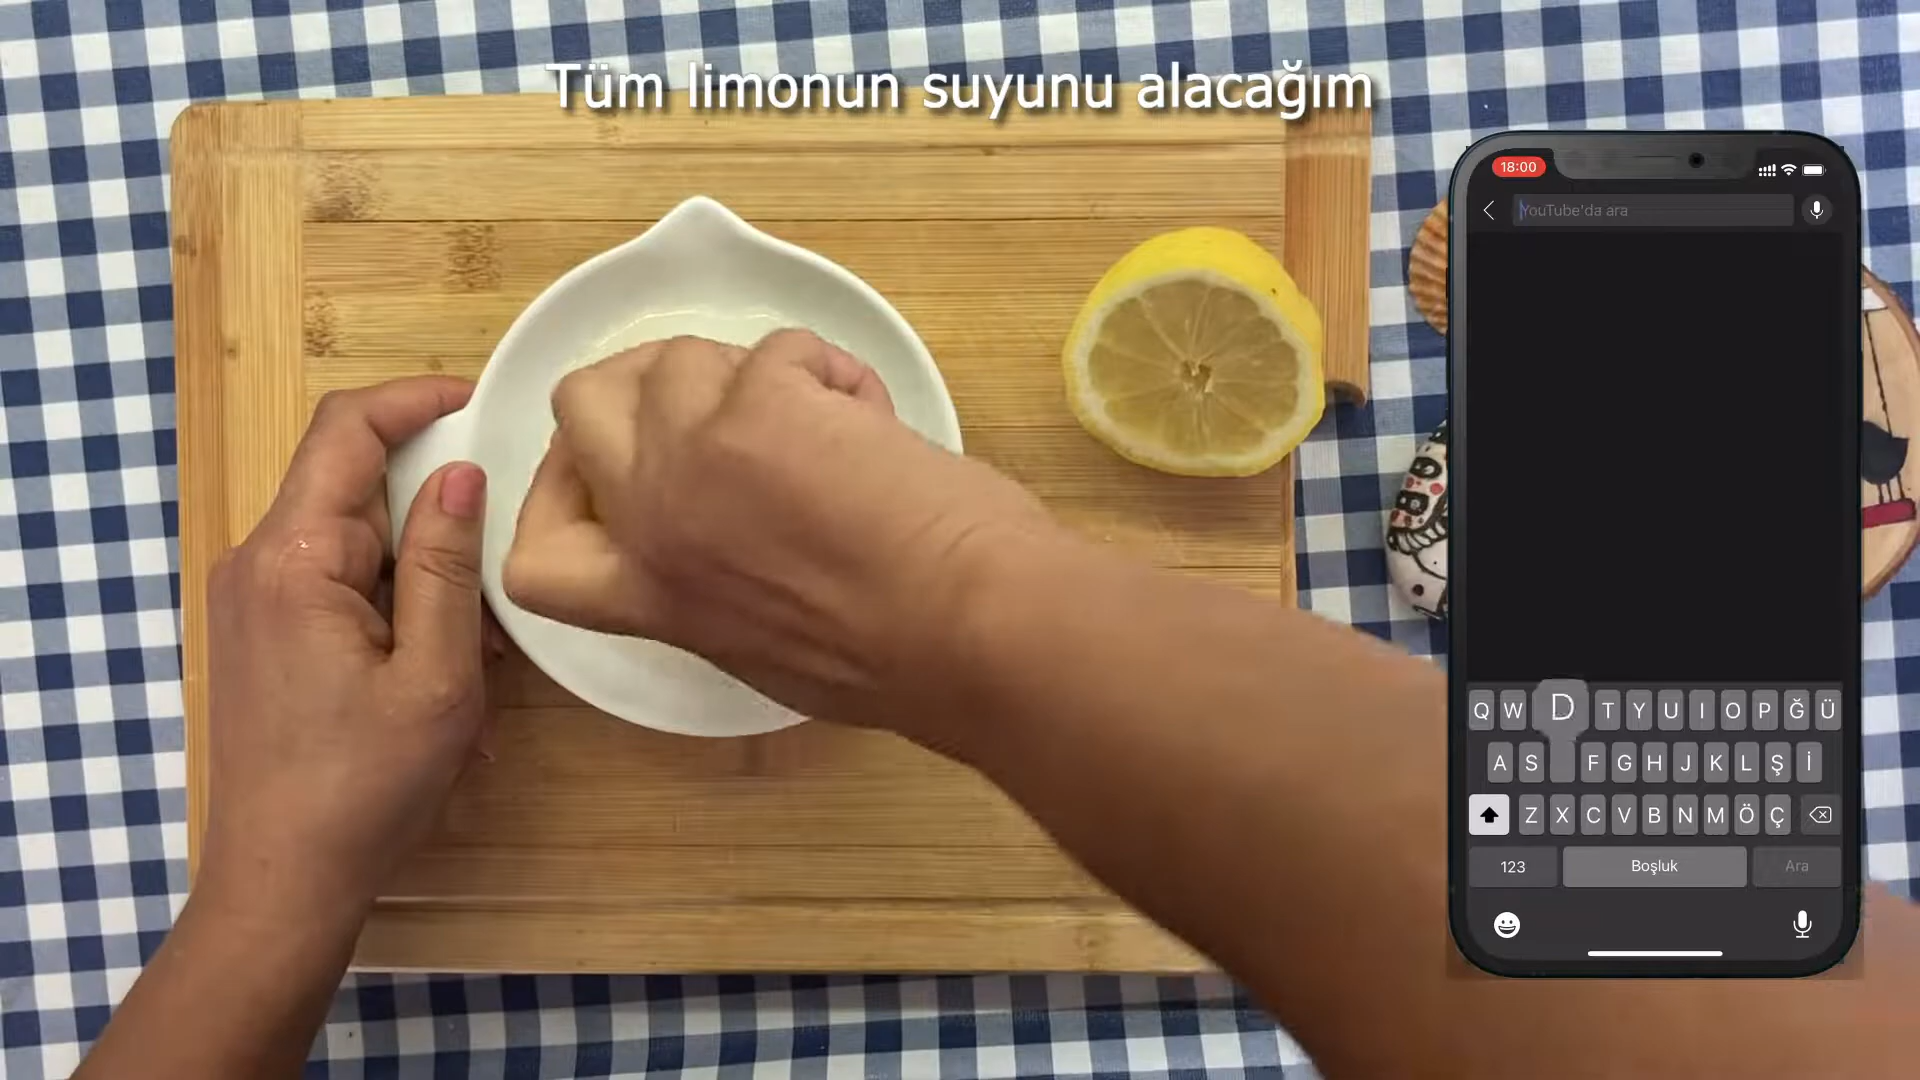 Tüm limonun suyunu alacağım
18:00
YouTube'da ara
Q W D T Y U I O P Ğ Ü
A S F G H J K L Ş İ
Z X C V B N M Ö Ç
123 Boşluk Ara